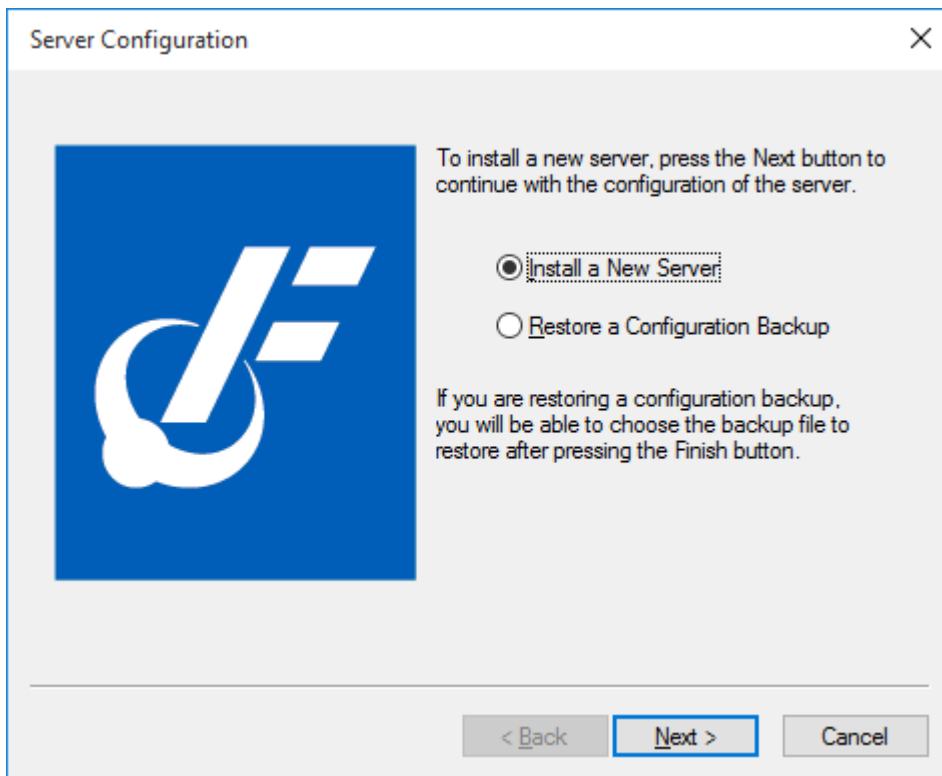 Server Configuration
To install a new server, press the Next button to
continue with the configuration of the server.
Install a New Server
Restore a Configuration Backup
If you are restoring a configuration backup,
you will be able to choose the backup file to
restore after pressing the Finish button.
< Back Next > Cancel